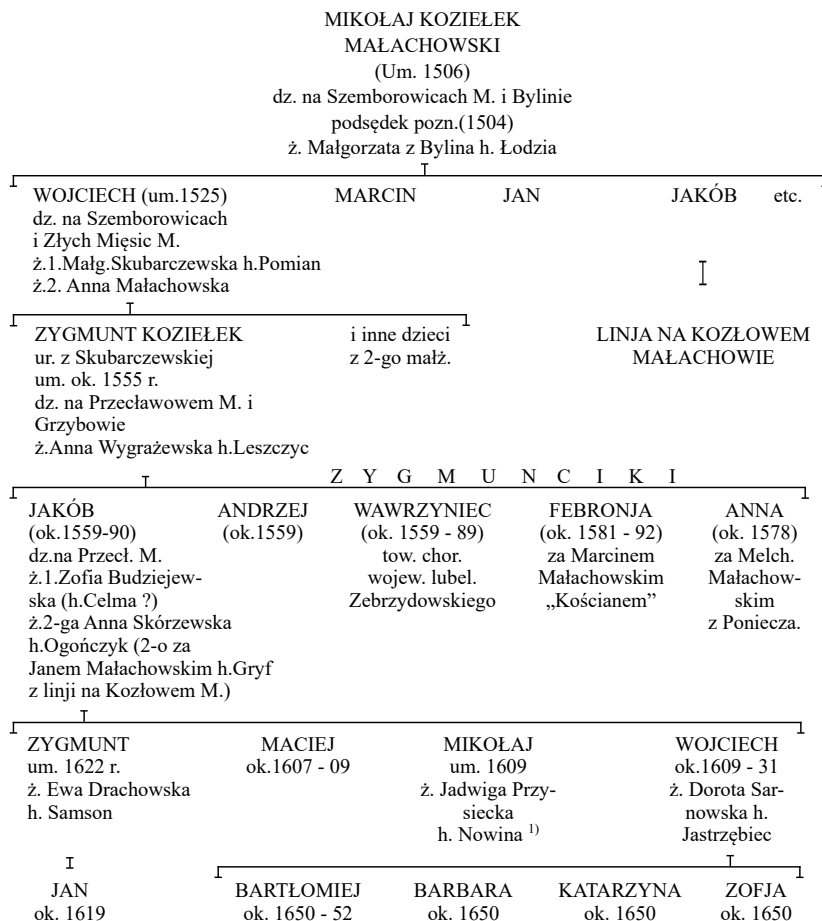 MIKOŁAJ KOZIEŁEK
MAŁACHOWSKI
(Um. 1506)
dz. na Szemborowicach M. i Bylinie
podsędek pozn.(1504)
ż. Małgorzata z Bylina h. Łodzia
WOJCIECH (um.1525)
dz. na Szemborowicach
i Złych Mięsic M.
ż.1.Małg.Skubarczewska h.Pomian
ż.2. Anna Małachowska
MARCIN
JAN
JAKÓB etc.
ZYGMUNT KOZIEŁEK
ur. z Skubarczewskiej
um. ok. 1555 r.
dz. na Przecławowem M. i
Grzybowie
ż.Anna Wygrażewska h.Leszczyc
i inne dzieci
z 2-go małż.
LINJA NA KOZŁOWEM
MAŁACHOWIE
Z Y G M U N C I K I
JAKÓB
(ok.1559-90)
dz.na Przecł. M.
ż.1.Zofia Budziejew-
ska (h.Celma ?)
ż.2-ga Anna Skórzewska
h.Ogończyk (2-o za
Janem Małachowskim h.Gryf
z linji na Kozłowem M.)
ANDRZEJ
(ok.1559)
WAWRZYNIEC
(ok. 1559 - 89)
tow. chor.
wojew. lubel.
Zebrzydowskiego
FEBRONJA
(ok. 1581 - 92)
za Marcinem
Małachowskim
„Kościanem”
ANNA
(ok. 1578)
za Melch.
Małachow-
skim
z Poniecza.
ZYGMUNT
um. 1622 r.
ż. Ewa Drachowska
h. Samson
MACIEJ
ok.1607 - 09
MIKOŁAJ
um. 1609
ż. Jadwiga Przy-
siecka
h. Nowina 1)
WOJCIECH
ok.1609 - 31
ż. Dorota Sar-
nowska h.
Jastrzębiec
JAN
ok. 1619
BARTŁOMIEJ
ok. 1650 - 52
BARBARA
ok. 1650
KATARZYNA
ok. 1650
ZOFJA
ok. 1650